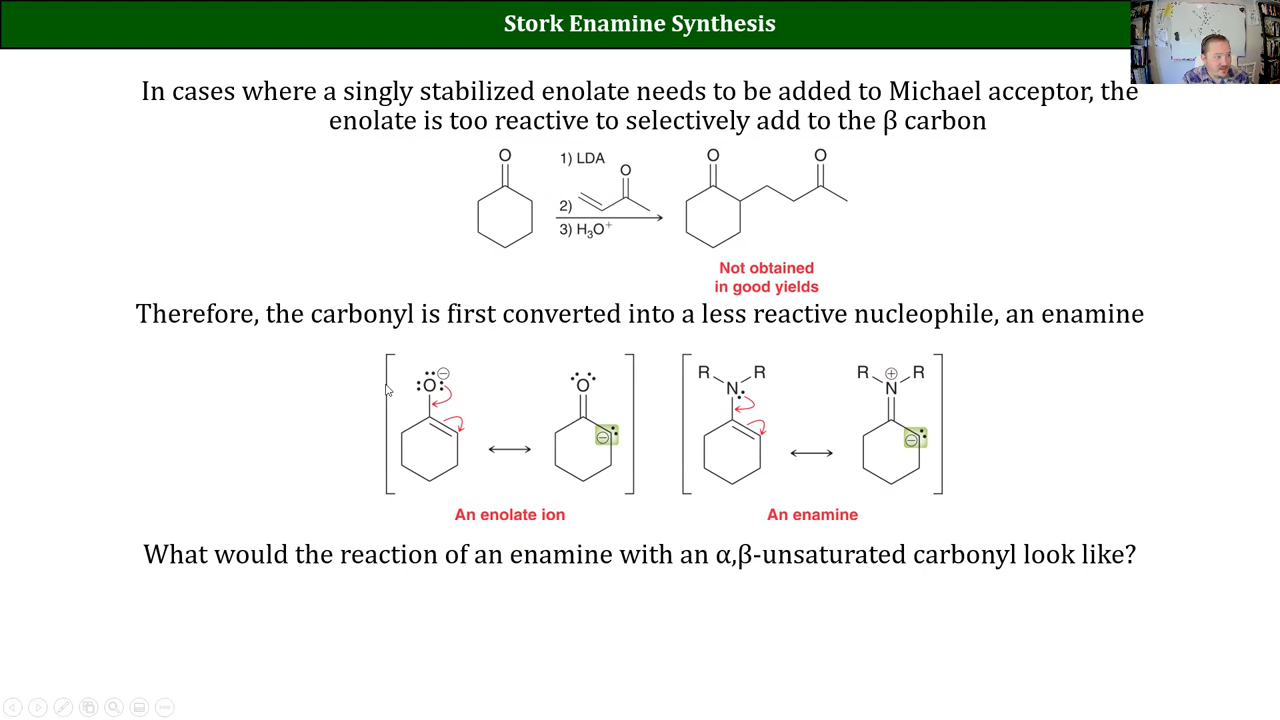 Stork Enamine Synthesis
In cases where a singly stabilized enolate needs to be added to Michael acceptor, the
enolate is too reactive to selectively add to the β carbon
O
1) LDA
O
2)
3) H₃O⁺
O
O
Not obtained
in good yields
Therefore, the carbonyl is first converted into a less reactive nucleophile, an enamine
O
O
R R
N
R R
N
An enolate ion
An enamine
What would the reaction of an enamine with an α,β-unsaturated carbonyl look like?